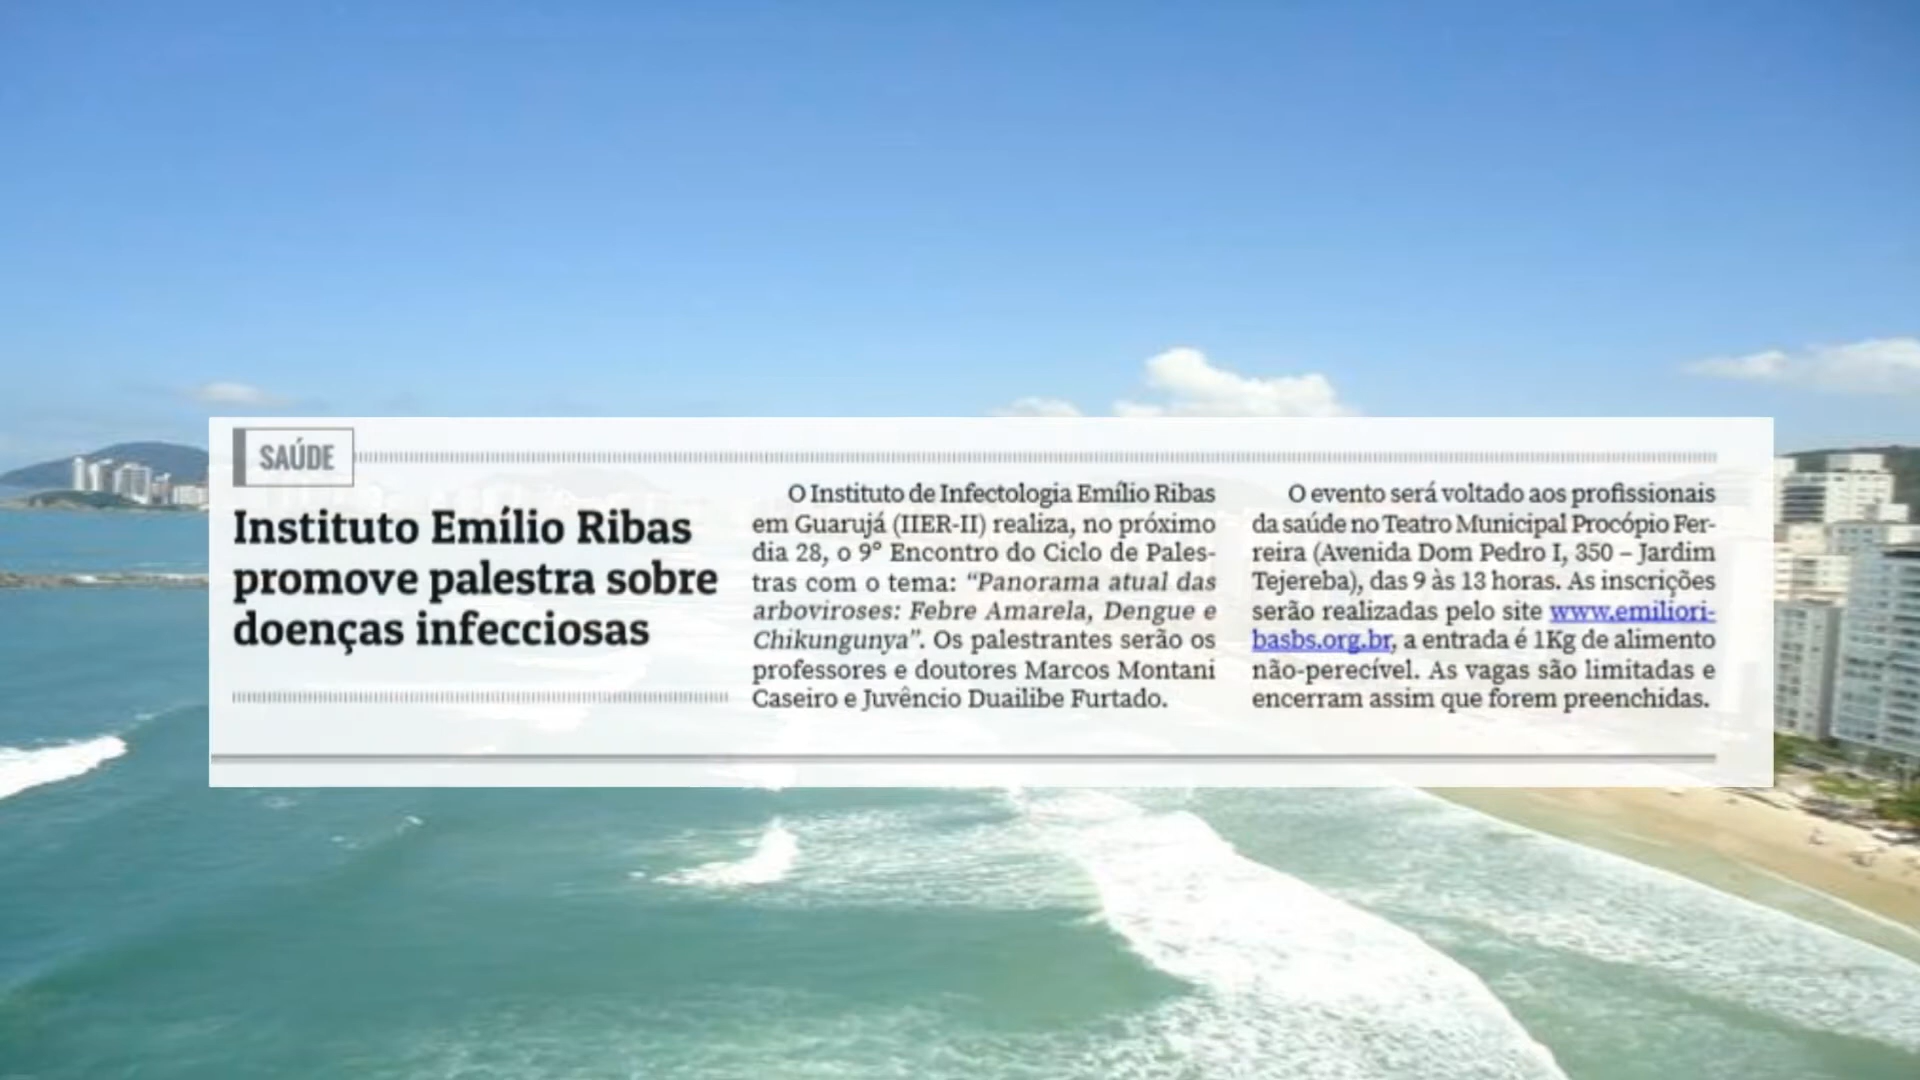 SAÚDE
Instituto Emílio Ribas
promove palestra sobre
doenças infecciosas
O Instituto de Infectologia Emílio Ribas
em Guarujá (IIER-II) realiza, no próximo
dia 28, o 9° Encontro do Ciclo de Pales-
tras com o tema: “Panorama atual das
arboviroses: Febre Amarela, Dengue e
Chikungunya”. Os palestrantes serão os
professores e doutores Marcos Montani
Caseiro e Juvêncio Duailibe Furtado.
O evento será voltado aos profissionais
da saúde no Teatro Municipal Procópio Fer-
reira (Avenida Dom Pedro I, 350 – Jardim
Tejereba), das 9 às 13 horas. As inscrições
serão realizadas pelo site www.emiliori-
basbs.org.br, a entrada é 1Kg de alimento
não-perecível. As vagas são limitadas e
encerram assim que forem preenchidas.